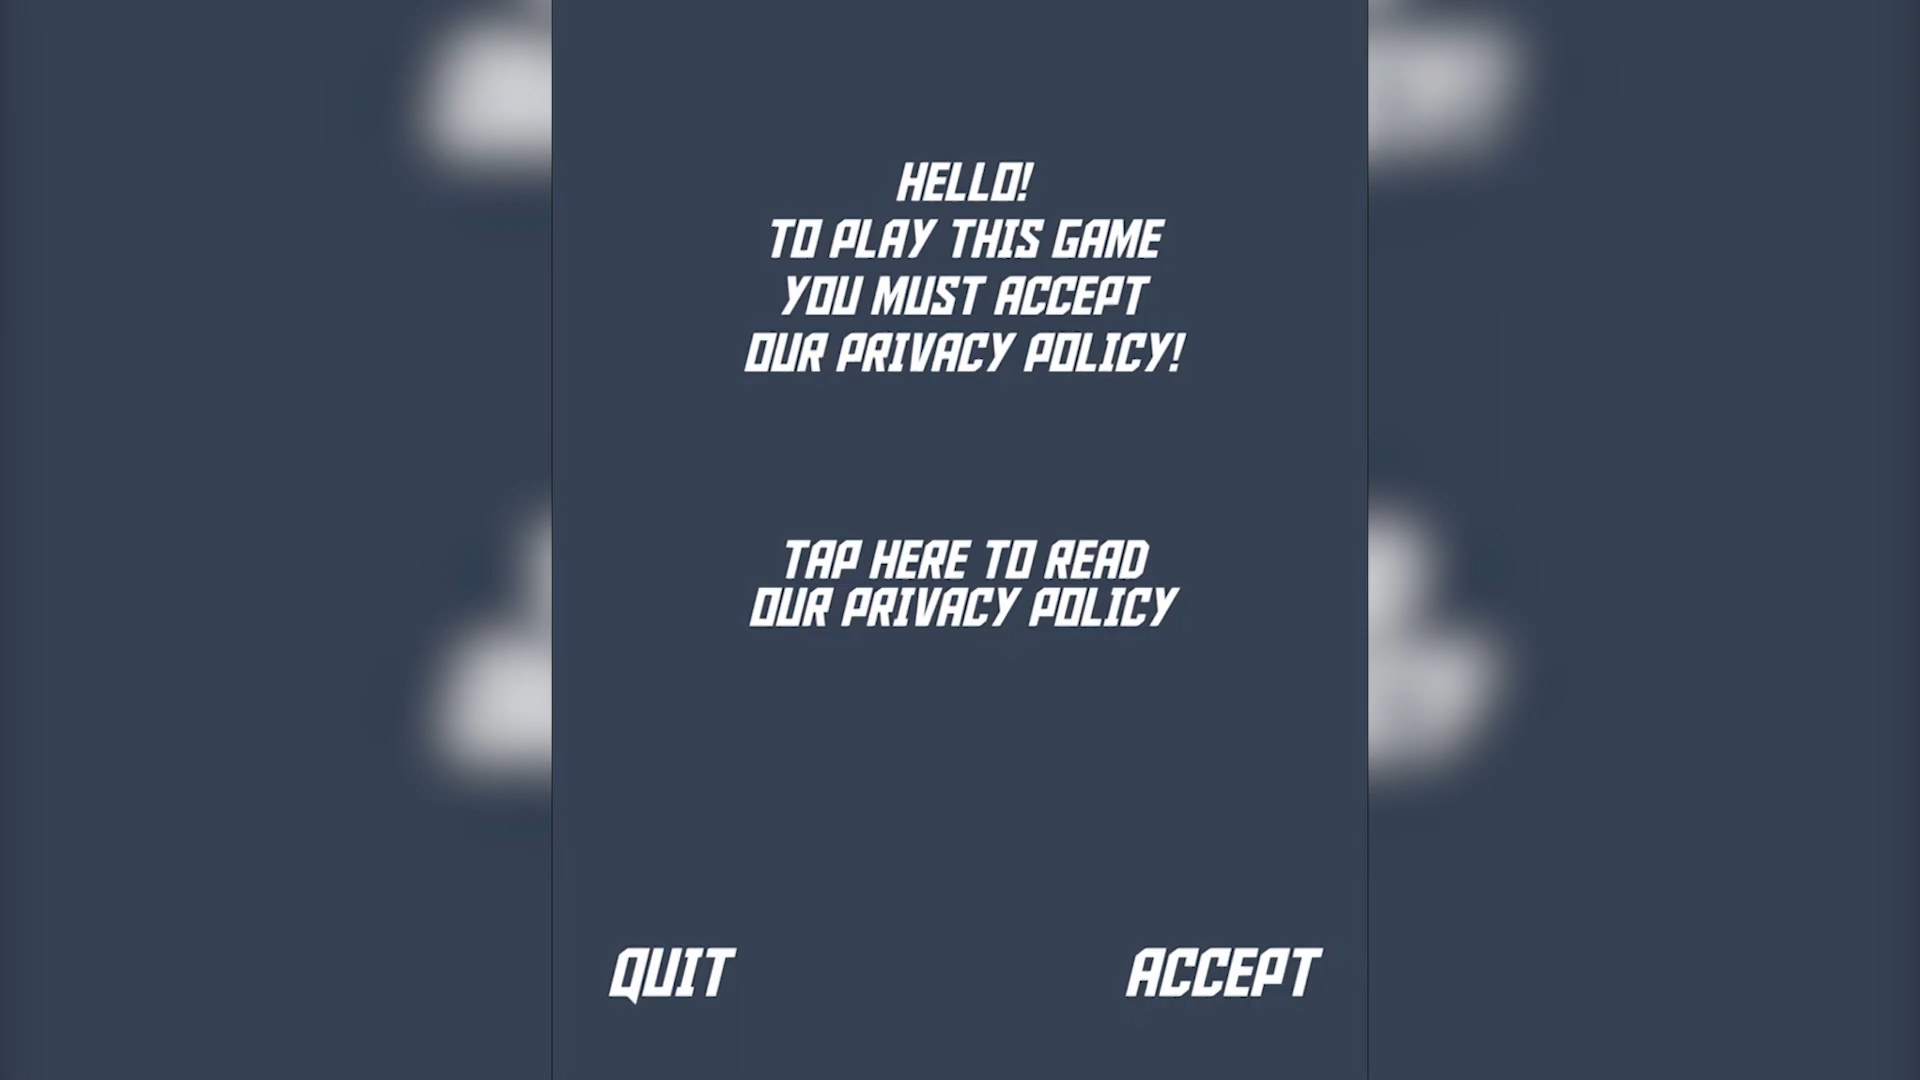 HELLO!
TO PLAY THIS GAME
YOU MUST ACCEPT
OUR PRIVACY POLICY!
TAP HERE TO READ
OUR PRIVACY POLICY
QUIT
ACCEPT